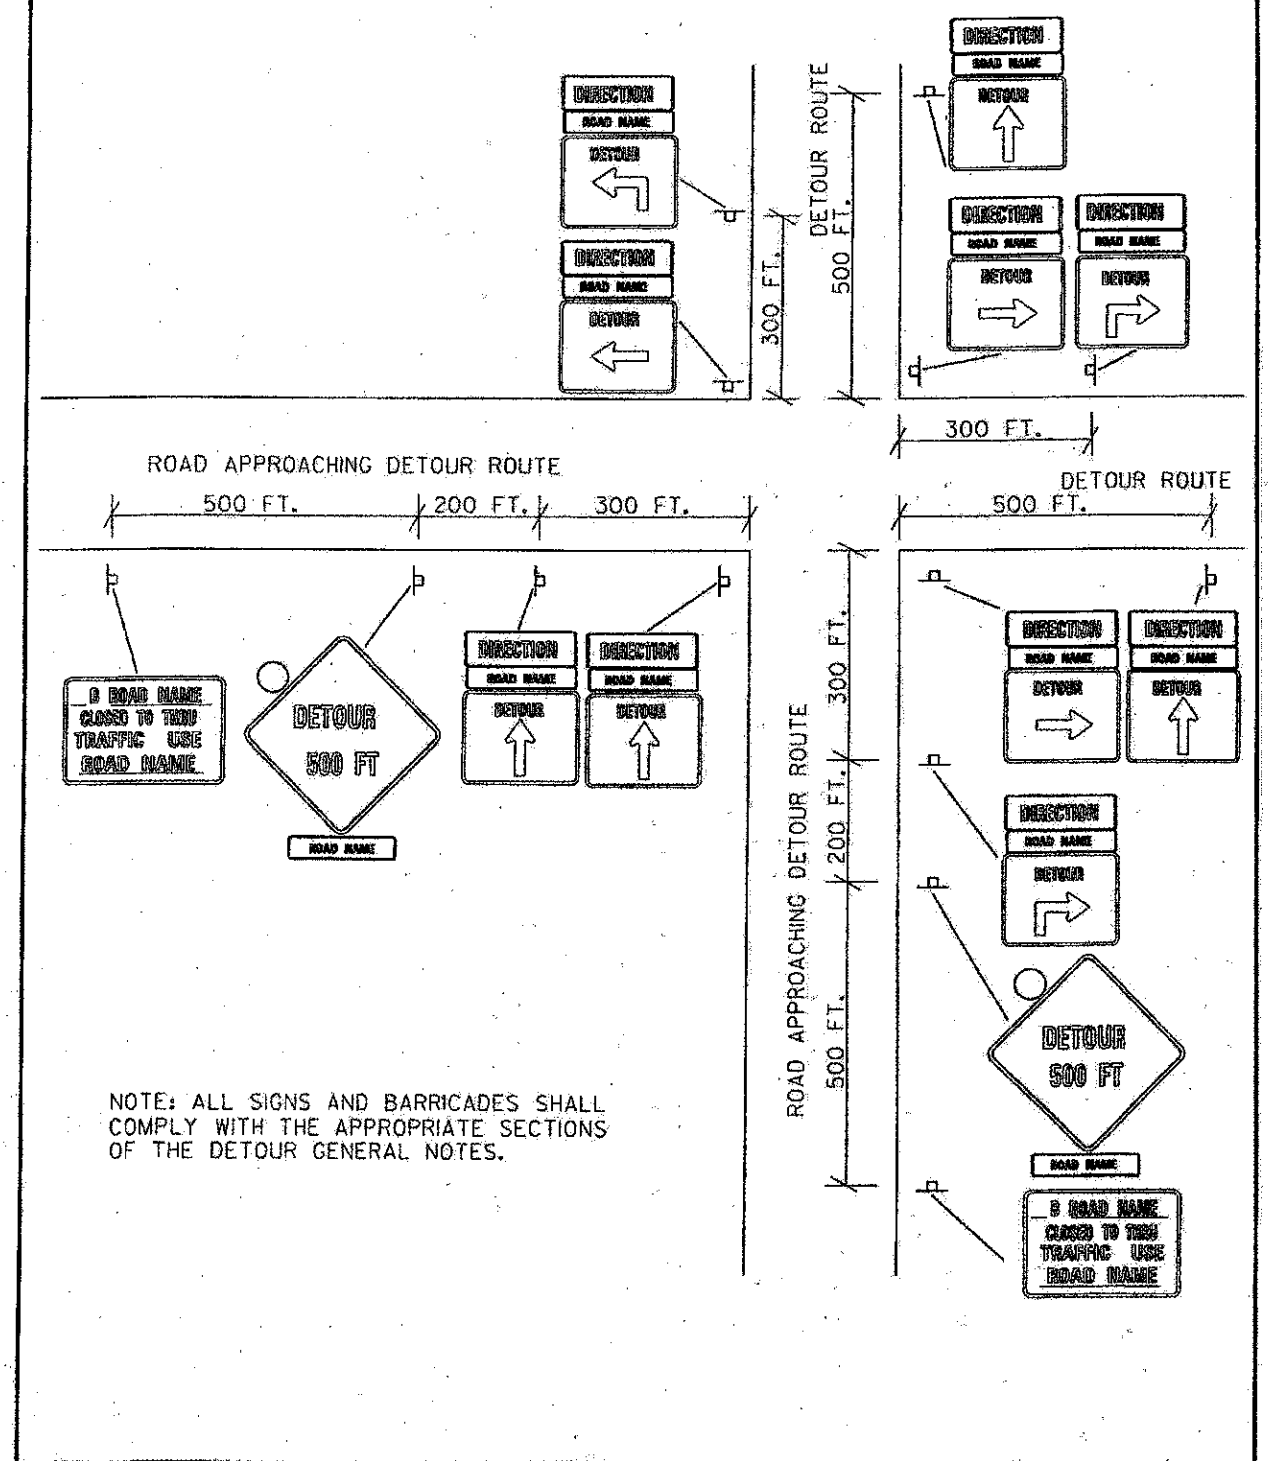 DIRECTION
ROAD NAME
DETOUR
DIRECTION
ROAD NAME
DETOUR
DETOUR ROUTE
500 FT.
300 FT.
DIRECTION
ROAD NAME
DETOUR
DIRECTION
ROAD NAME
DETOUR
DIRECTION
ROAD NAME
DETOUR
300 FT.
ROAD APPROACHING DETOUR ROUTE
500 FT.
200 FT.
300 FT.
DETOUR ROUTE
500 FT.
B ROAD NAME
CLOSED TO THRU
TRAFFIC USE
ROAD NAME
DETOUR
500 FT
ROAD NAME
DIRECTION
ROAD NAME
DETOUR
DIRECTION
ROAD NAME
DETOUR
ROAD APPROACHING DETOUR ROUTE
300 FT.
200 FT.
500 FT.
DIRECTION
ROAD NAME
DETOUR
DIRECTION
ROAD NAME
DETOUR
DIRECTION
ROAD NAME
DETOUR
DETOUR
500 FT
ROAD NAME
B ROAD NAME
CLOSED TO THRU
TRAFFIC USE
ROAD NAME
NOTE: ALL SIGNS AND BARRICADES SHALL
COMPLY WITH THE APPROPRIATE SECTIONS
OF THE DETOUR GENERAL NOTES.